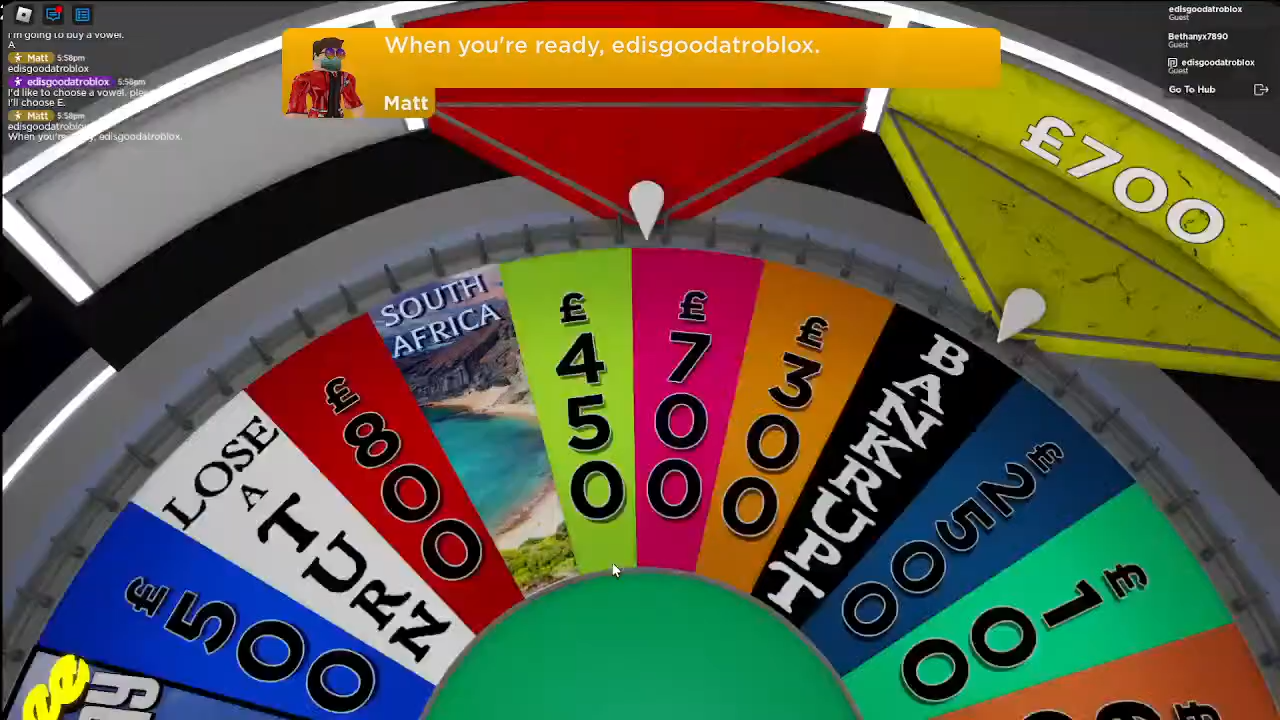 I'm going to buy a vowel.
A
Matt 5:58pm
edisgoodatroblox
edisgoodatroblox 5:58pm
I'd like to choose a vowel, ple
I'll choose E.
Matt 5:58pm
When you're ready, edisgoodatroblox.
When you're ready, edisgoodatroblox.
Matt
edisgoodatroblox
Guest
Bethanyx7890
Guest
edisgoodatroblox
Guest
Go To Hub
£700
£500
LOSE
A
TURN
£800
SOUTH
AFRICA
£450
£700
£300
BANKRUPT
£2500
£100